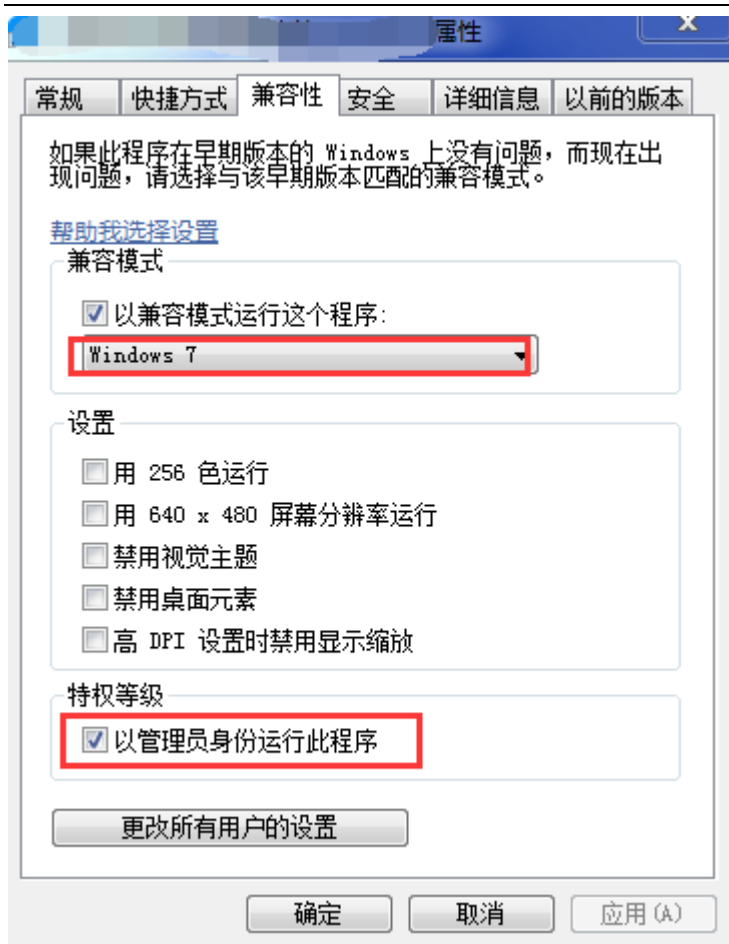 属性
x
常规 快捷方式 兼容性 安全 详细信息 以前的版本
如果此程序在早期版本的 Windows 上没有问题，而现在出
现问题，请选择与该早期版本匹配的兼容模式。
帮助我选择设置
兼容模式
以兼容模式运行这个程序:
Windows 7
设置
用 256 色运行
用 640 x 480 屏幕分辨率运行
禁用视觉主题
禁用桌面元素
高 DPI 设置时禁用显示缩放
特权等级
以管理员身份运行此程序
更改所有用户的设置
确定 取消 应用(A)